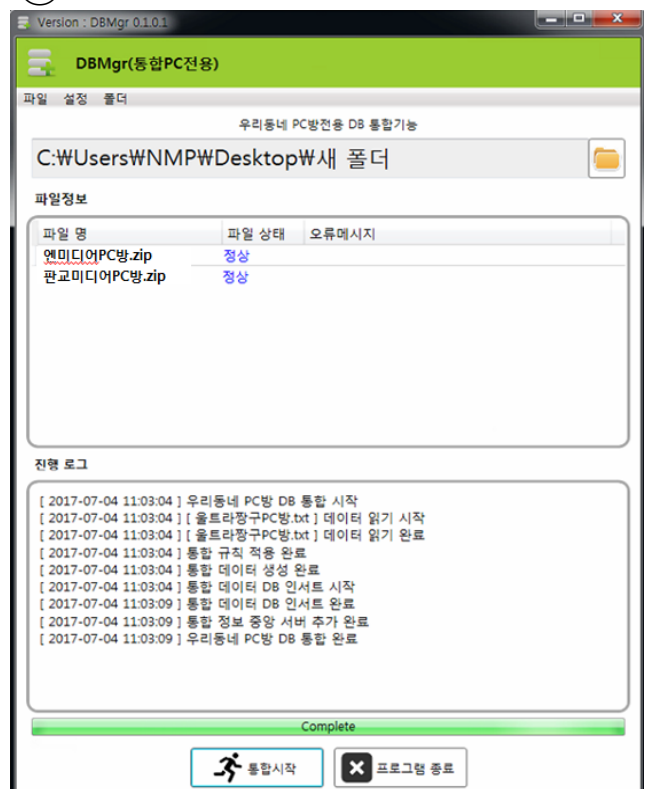 Version : DBMgr 0.1.0.1
DBMgr(통합PC전용)
파일 설정 폴더
우리동네 PC방전용 DB 통합기능
C:₩Users₩NMP₩Desktop₩새 폴더
파일정보
파일 명 파일 상태 오류메시지
엔미디어PC방.zip 정상
판교미디어PC방.zip 정상
진행 로그
[ 2017-07-04 11:03:04 ] 우리동네 PC방 DB 통합 시작
[ 2017-07-04 11:03:04 ] [ 울트라짱구PC방.txt ] 데이터 읽기 시작
[ 2017-07-04 11:03:04 ] [ 울트라짱구PC방.txt ] 데이터 읽기 완료
[ 2017-07-04 11:03:04 ] 통합 규칙 적용 완료
[ 2017-07-04 11:03:04 ] 통합 데이터 생성 완료
[ 2017-07-04 11:03:04 ] 통합 데이터 DB 인서트 시작
[ 2017-07-04 11:03:09 ] 통합 데이터 DB 인서트 완료
[ 2017-07-04 11:03:09 ] 통합 정보 중앙 서버 추가 완료
[ 2017-07-04 11:03:09 ] 우리동네 PC방 DB 통합 완료
Complete
통합시작 프로그램 종료